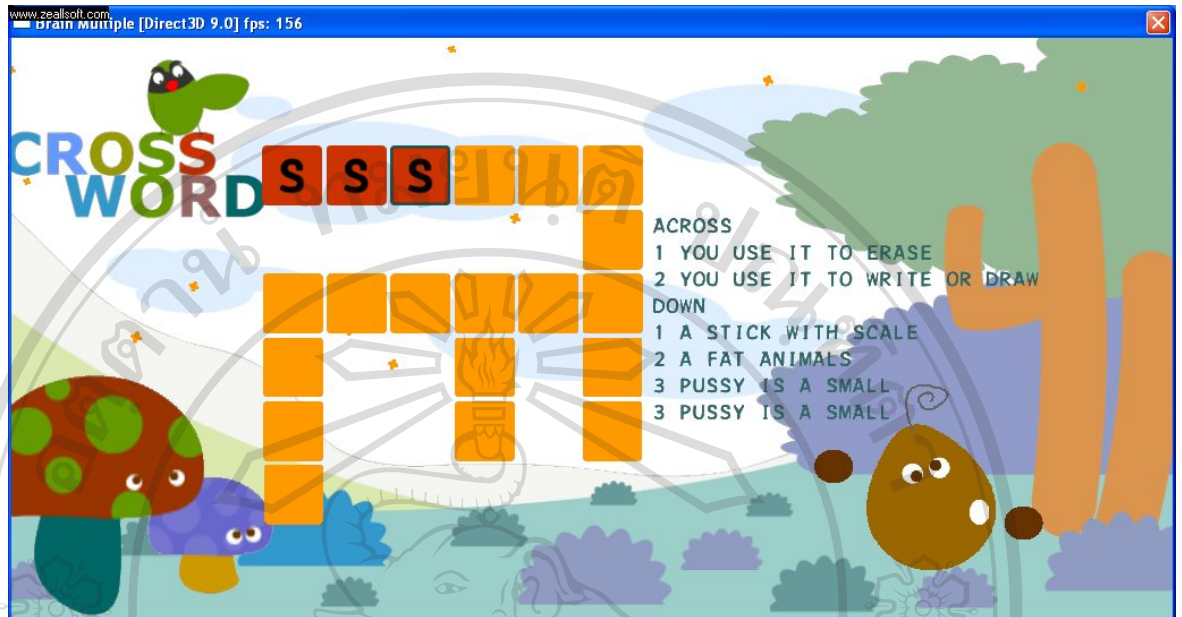 www.zeallsoft.com
Brain Multiple [Direct3D 9.0] fps: 156
CROSS
WORD
S S S
ACROSS
1 YOU USE IT TO ERASE
2 YOU USE IT TO WRITE OR DRAW
DOWN
1 A STICK WITH SCALE
2 A FAT ANIMALS
3 PUSSY IS A SMALL
3 PUSSY IS A SMALL